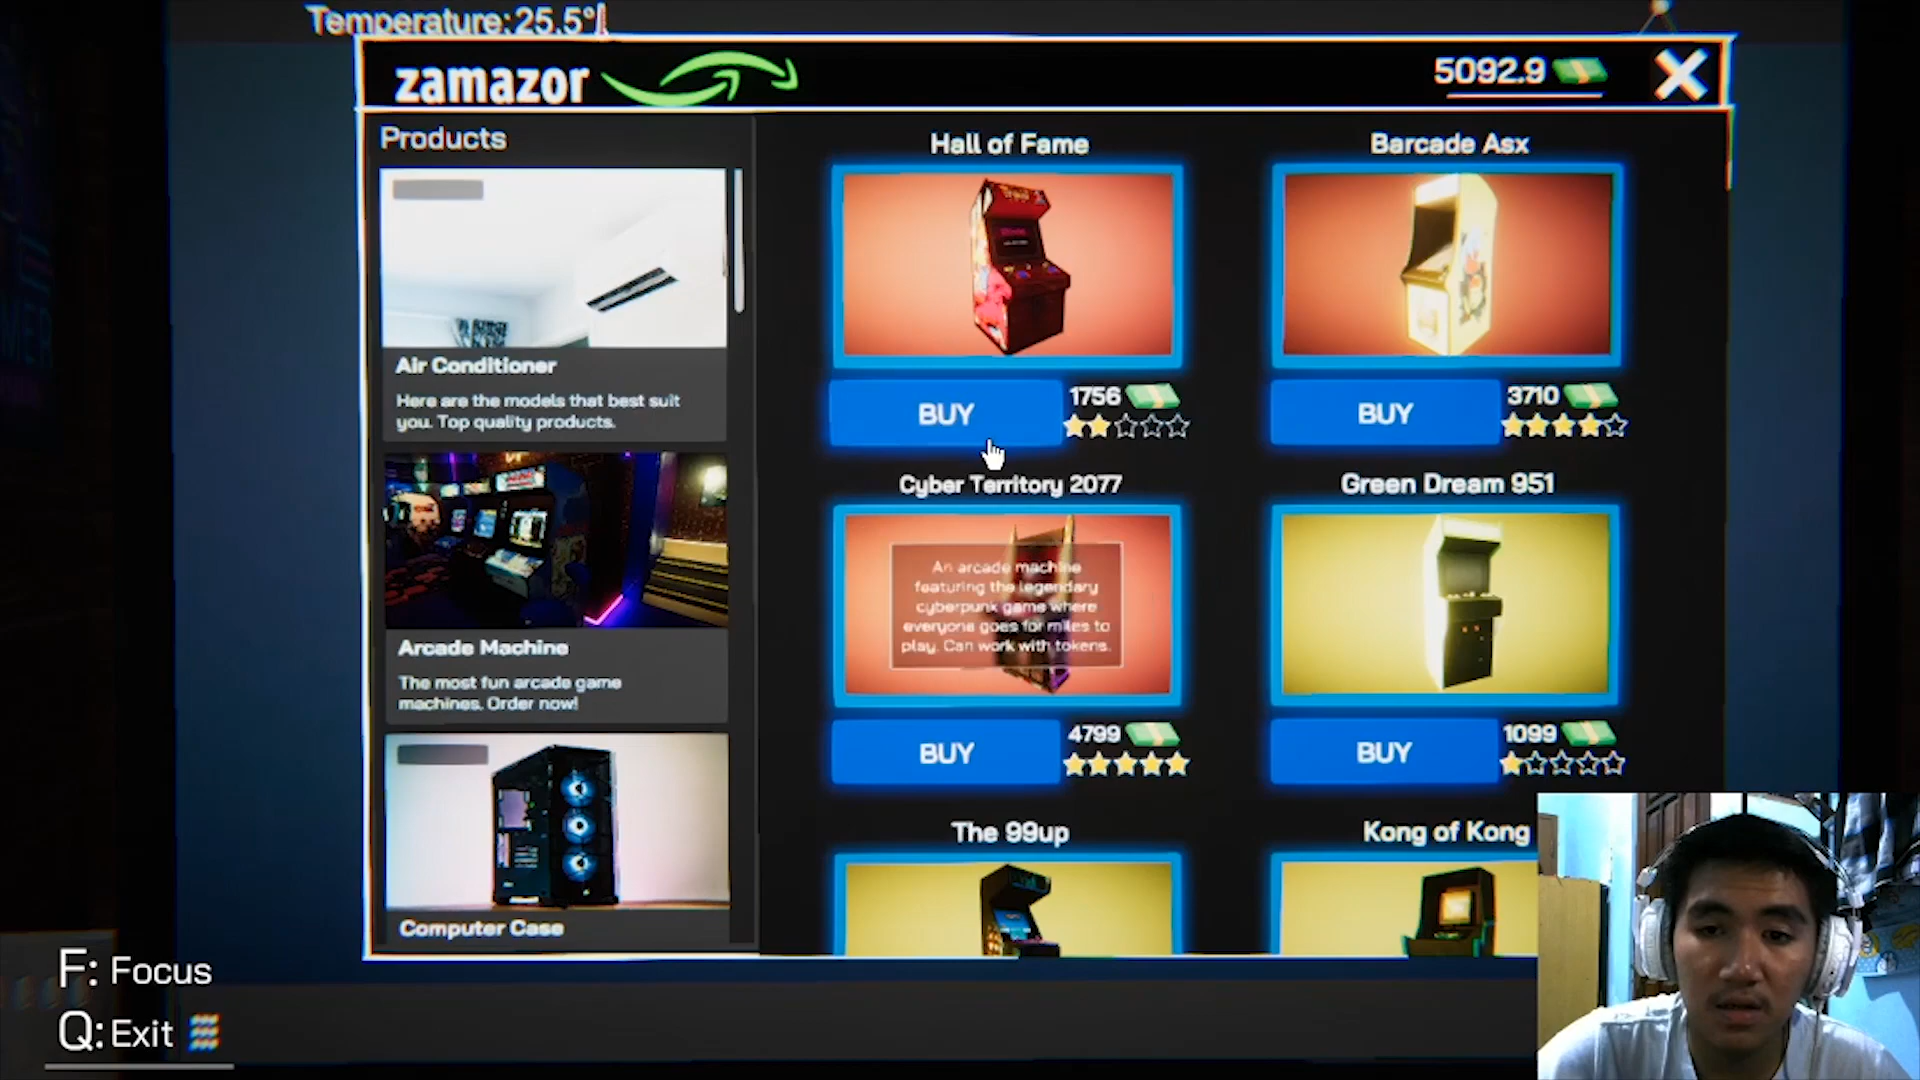 Temperature: 25.5°
zamazor
5092.9
Products
Air Conditioner
Here are the models that best suit
you. Top quality products.
Arcade Machine
The most fun arcade game
machines. Order now!
Computer Case
Hall of Fame
BUY
1756
Barcade Asx
BUY
3710
Cyber Territory 2077
An arcade machine
featuring the legendary
cyberpunk game where
everyone goes for miles to
play. Can work with tokens.
BUY
4799
Green Dream 951
BUY
1099
The 99up
Kong of Kong
F: Focus
Q: Exit